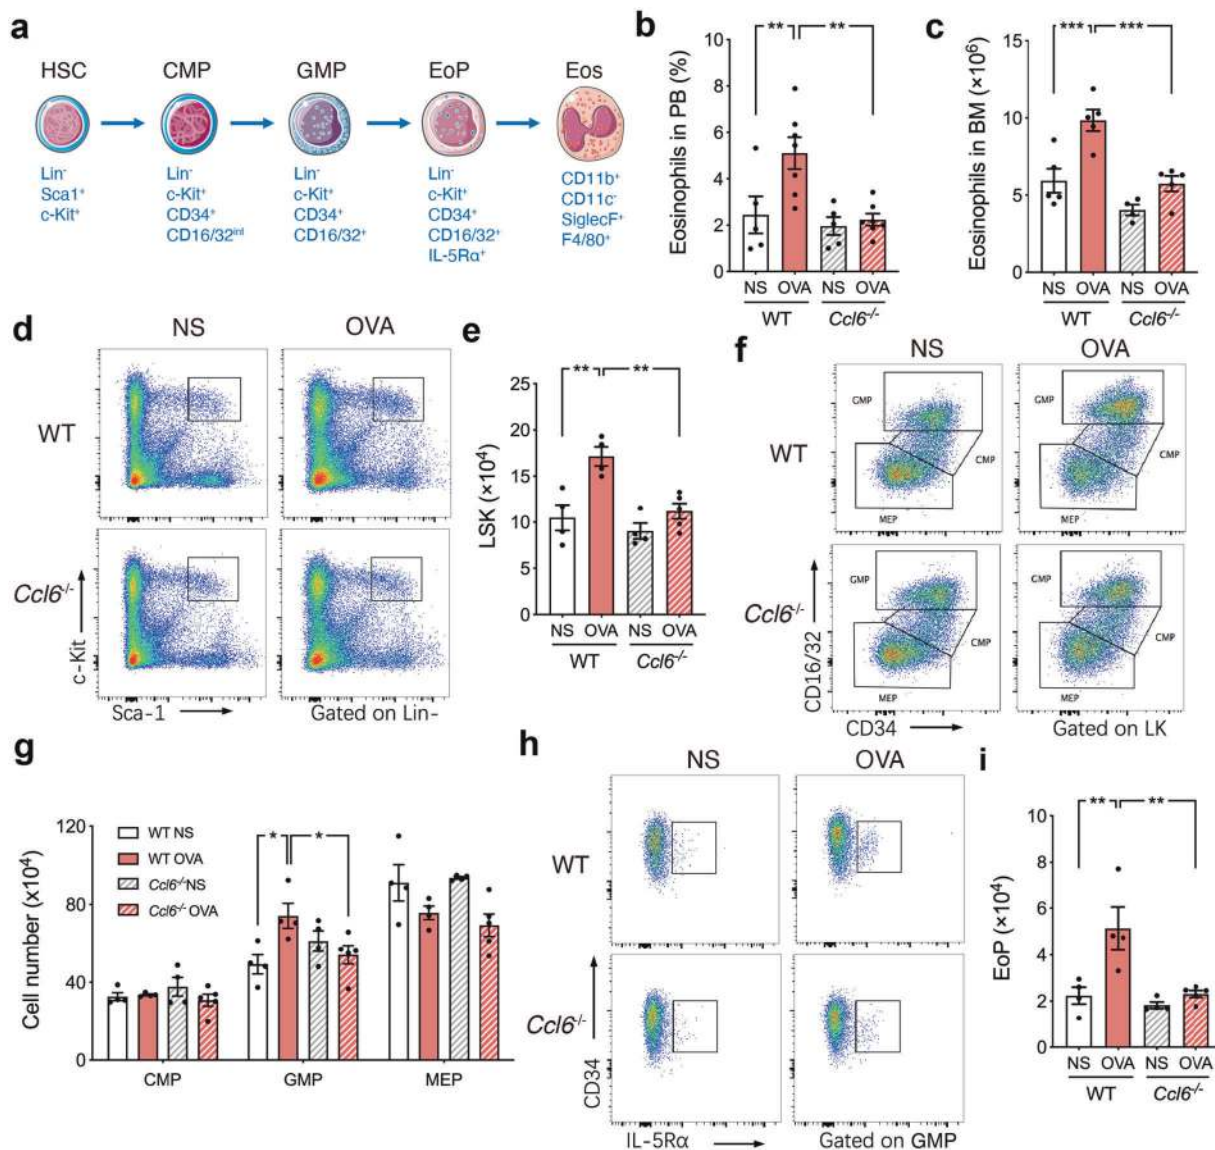 a
HSC CMP GMP EoP Eos
Lin⁻
Sca1⁺
c-Kit⁺
Lin⁻
c-Kit⁺
CD34⁺
CD16/32ⁱⁿᵗ
Lin⁻
c-Kit⁺
CD34⁺
CD16/32⁺
Lin⁻
c-Kit⁺
CD34⁺
CD16/32⁺
IL-5Rα⁺
CD11b⁺
CD11c⁻
SiglecF⁺
F4/80⁺
b
Eosinophils in PB (%)
** **
10
8
6
4
2
0
NS OVA NS OVA
WT Ccl6⁻/⁻
c
Eosinophils in BM (×10⁶)
*** ***
15
10
5
0
NS OVA NS OVA
WT Ccl6⁻/⁻
d
NS OVA
WT
Ccl6⁻/⁻
c-Kit
Sca-1 Gated on Lin-
e
LSK (×10⁴)
** **
25
20
15
10
5
0
NS OVA NS OVA
WT Ccl6⁻/⁻
f
NS OVA
WT
GMP
CMP
MEP
GMP
CMP
MEP
Ccl6⁻/⁻
GMP
CMP
MEP
GMP
CMP
MEP
CD16/32
CD34 Gated on LK
g
Cell number (x10⁴)
120
80
40
0
WT NS
WT OVA
Ccl6⁻/⁻NS
Ccl6⁻/⁻ OVA
* *
CMP GMP MEP
h
NS OVA
WT
Ccl6⁻/⁻
CD34
IL-5Rα Gated on GMP
i
EoP (×10⁴)
** **
10
8
6
4
2
0
NS OVA NS OVA
WT Ccl6⁻/⁻